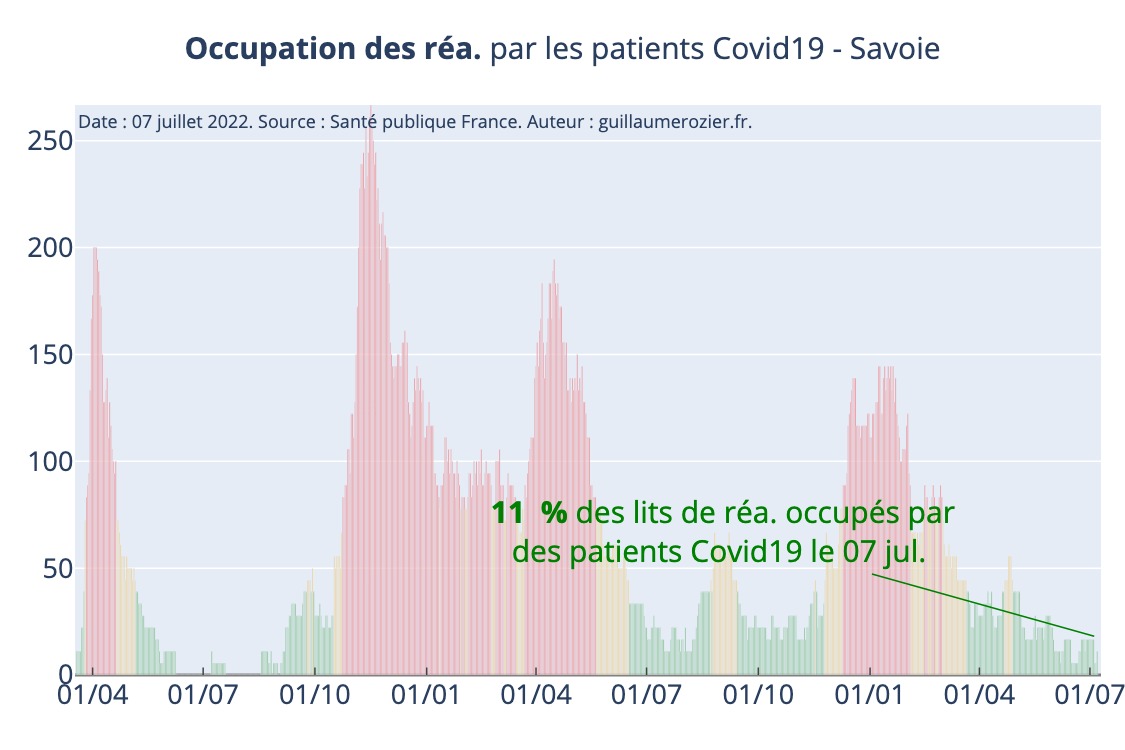 Occupation des réa. par les patients Covid19 - Savoie
Date : 07 juillet 2022. Source : Santé publique France. Auteur : guillaumerozier.fr.
250
200
150
100
50
0
11 % des lits de réa. occupés par
des patients Covid19 le 07 jul.
01/04 01/07 01/10 01/01 01/04 01/07 01/10 01/01 01/04 01/07